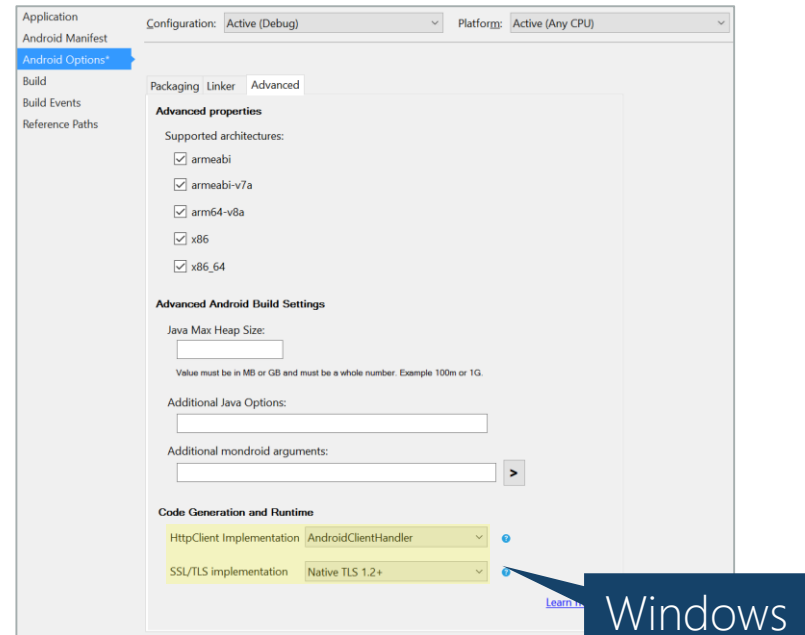 Application
Android Manifest
Android Options*
Build
Build Events
Reference Paths
Configuration: Active (Debug) Platform: Active (Any CPU)
Packaging Linker Advanced
Advanced properties
Supported architectures:
armeabi
armeabi-v7a
arm64-v8a
x86
x86_64
Advanced Android Build Settings
Java Max Heap Size:
Value must be in MB or GB and must be a whole number. Example 100m or 1G.
Additional Java Options:
Additional mondroid arguments:
>
Code Generation and Runtime
HttpClient Implementation AndroidClientHandler ?
SSL/TLS implementation Native TLS 1.2+ ?
Learn
Windows